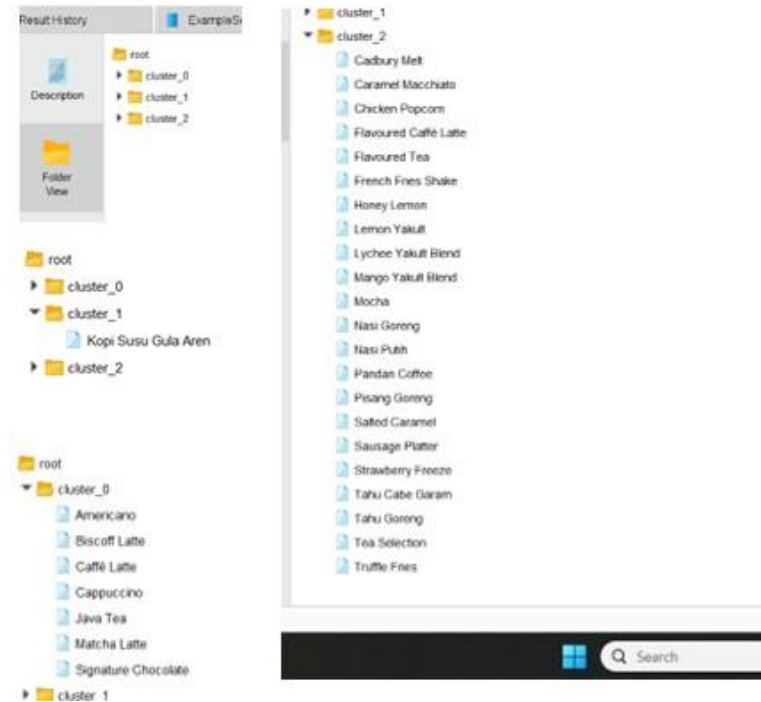 Result History
ExampleSe
Description
Folder
View
root
cluster_0
cluster_1
cluster_2
root
cluster_0
cluster_1
Kopi Susu Gula Aren
cluster_2
root
cluster_0
Americano
Biscoff Latte
Caffé Latte
Cappuccino
Java Tea
Matcha Latte
Signature Chocolate
cluster_1
cluster_1
cluster_2
Cadbury Melt
Caramel Macchiato
Chicken Popcorn
Flavoured Caffé Latte
Flavoured Tea
French Fries Shake
Honey Lemon
Lemon Yakult
Lychee Yakult Blend
Mango Yakult Blend
Mocha
Nasi Goreng
Nasi Putih
Pandan Coffee
Pisang Goreng
Salted Caramel
Sausage Platter
Strawberry Freeze
Tahu Cabe Garam
Tahu Goreng
Tea Selection
Truffle Fries
Search